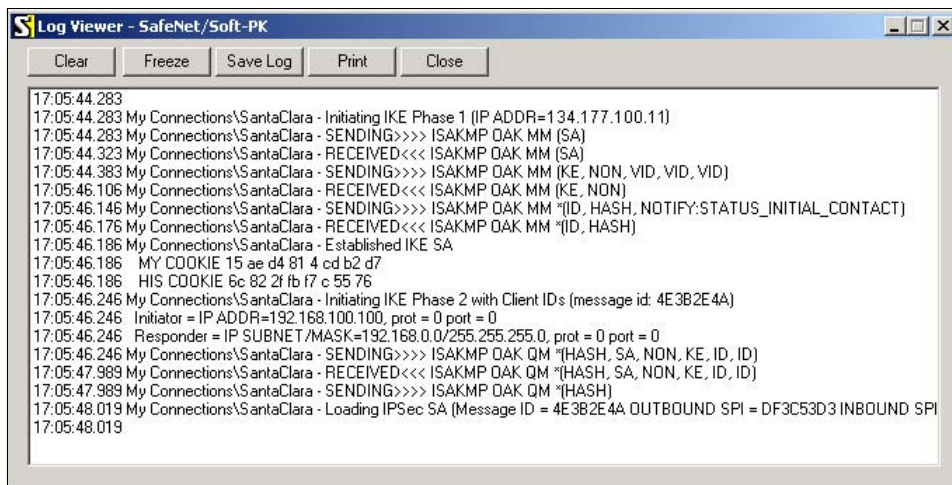 Log Viewer - SafeNet/Soft-PK
Clear Freeze Save Log Print Close
17:05:44.283
17:05:44.283 My Connections\SantaClara - Initiating IKE Phase 1 (IP ADDR=134.177.100.11)
17:05:44.283 My Connections\SantaClara - SENDING>>>> ISAKMP OAK MM (SA)
17:05:44.323 My Connections\SantaClara - RECEIVED<<< ISAKMP OAK MM (SA)
17:05:44.383 My Connections\SantaClara - SENDING>>>> ISAKMP OAK MM (KE, NON, VID, VID, VID)
17:05:46.106 My Connections\SantaClara - RECEIVED<<< ISAKMP OAK MM (KE, NON)
17:05:46.146 My Connections\SantaClara - SENDING>>>> ISAKMP OAK MM *(ID, HASH, NOTIFY:STATUS_INITIAL_CONTACT)
17:05:46.176 My Connections\SantaClara - RECEIVED<<< ISAKMP OAK MM *(ID, HASH)
17:05:46.186 My Connections\SantaClara - Established IKE SA
17:05:46.186 MY COOKIE 15 ae d4 81 4 cd b2 d7
17:05:46.186 HIS COOKIE 6c 82 2f fb f7 c 55 76
17:05:46.246 My Connections\SantaClara - Initiating IKE Phase 2 with Client IDs (message id: 4E3B2E4A)
17:05:46.246 Initiator = IP ADDR=192.168.100.100, prot = 0 port = 0
17:05:46.246 Responder = IP SUBNET/MASK=192.168.0.0/255.255.255.0, prot = 0 port = 0
17:05:46.246 My Connections\SantaClara - SENDING>>>> ISAKMP OAK QM *(HASH, SA, NON, KE, ID, ID)
17:05:47.989 My Connections\SantaClara - RECEIVED<<< ISAKMP OAK QM *(HASH, SA, NON, KE, ID, ID)
17:05:47.989 My Connections\SantaClara - SENDING>>>> ISAKMP OAK QM *(HASH)
17:05:48.019 My Connections\SantaClara - Loading IPSec SA (Message ID = 4E3B2E4A OUTBOUND SPI = DF3C53D3 INBOUND SPI
17:05:48.019